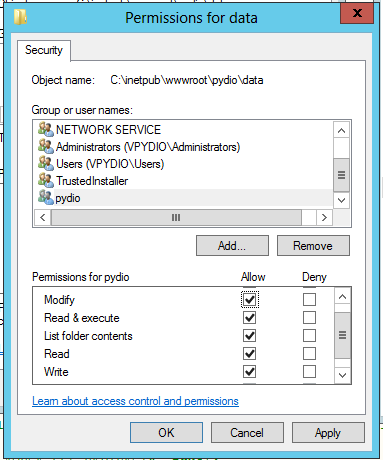 Permissions for data
x
Security
Object name: C:\inetpub\wwwroot\pydio\data
Group or user names:
NETWORK SERVICE
Administrators (VPYDIO\Administrators)
Users (VPYDIO\Users)
TrustedInstaller
pydio
Add... Remove
Permissions for pydio Allow Deny
Modify
Read & execute
List folder contents
Read
Write
Learn about access control and permissions
OK Cancel Apply